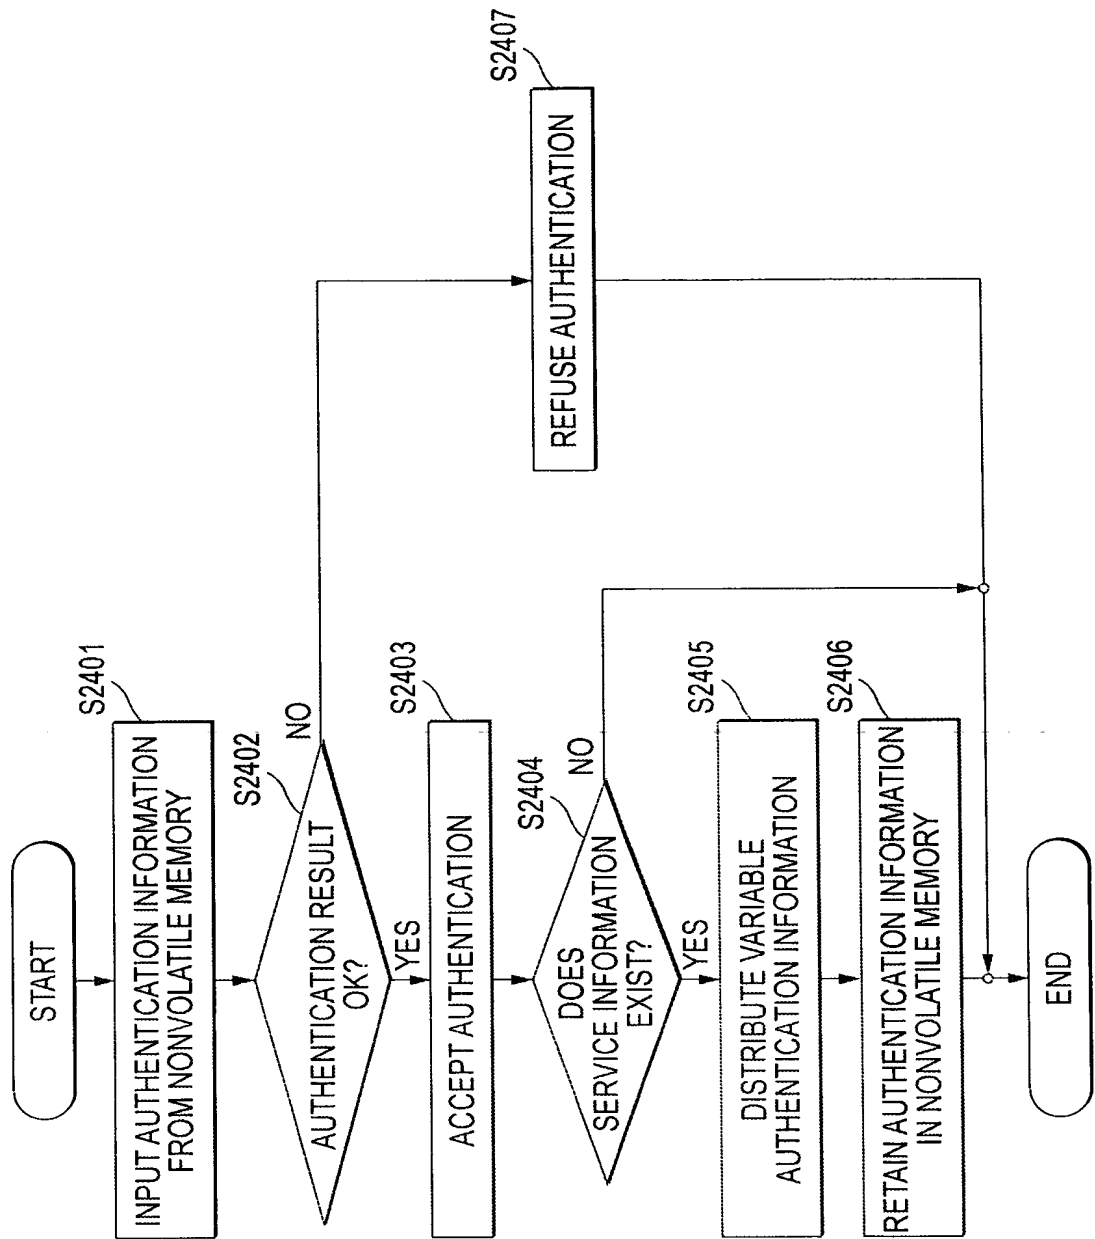 START
S2401
INPUT AUTHENTICATION INFORMATION
FROM NONVOLATILE MEMORY
S2402
AUTHENTICATION RESULT
OK?
NO
YES
S2403
ACCEPT AUTHENTICATION
S2404
DOES
SERVICE INFORMATION
EXIST?
NO
YES
S2405
DISTRIBUTE VARIABLE
AUTHENTICATION INFORMATION
S2406
RETAIN AUTHENTICATION INFORMATION
IN NONVOLATILE MEMORY
S2407
REFUSE AUTHENTICATION
END